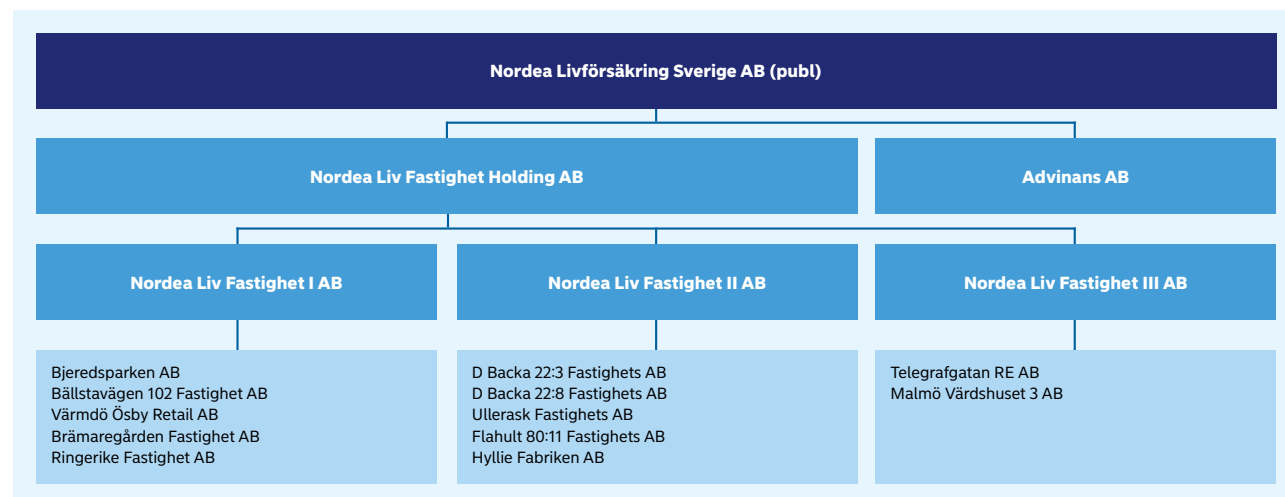 Nordea Livförsäkring Sverige AB (publ)
Nordea Liv Fastighet Holding AB
Advinans AB
Nordea Liv Fastighet I AB
Nordea Liv Fastighet II AB
Nordea Liv Fastighet III AB
Bjeredsparken AB
Bällstavägen 102 Fastighet AB
Värmdö Ösby Retail AB
Brämaregården Fastighet AB
Ringerike Fastighet AB
D Backa 22:3 Fastighets AB
D Backa 22:8 Fastighets AB
Ullerask Fastighets AB
Flahult 80:11 Fastighets AB
Hyllie Fabriken AB
Telegrafgatan RE AB
Malmö Värdshuset 3 AB